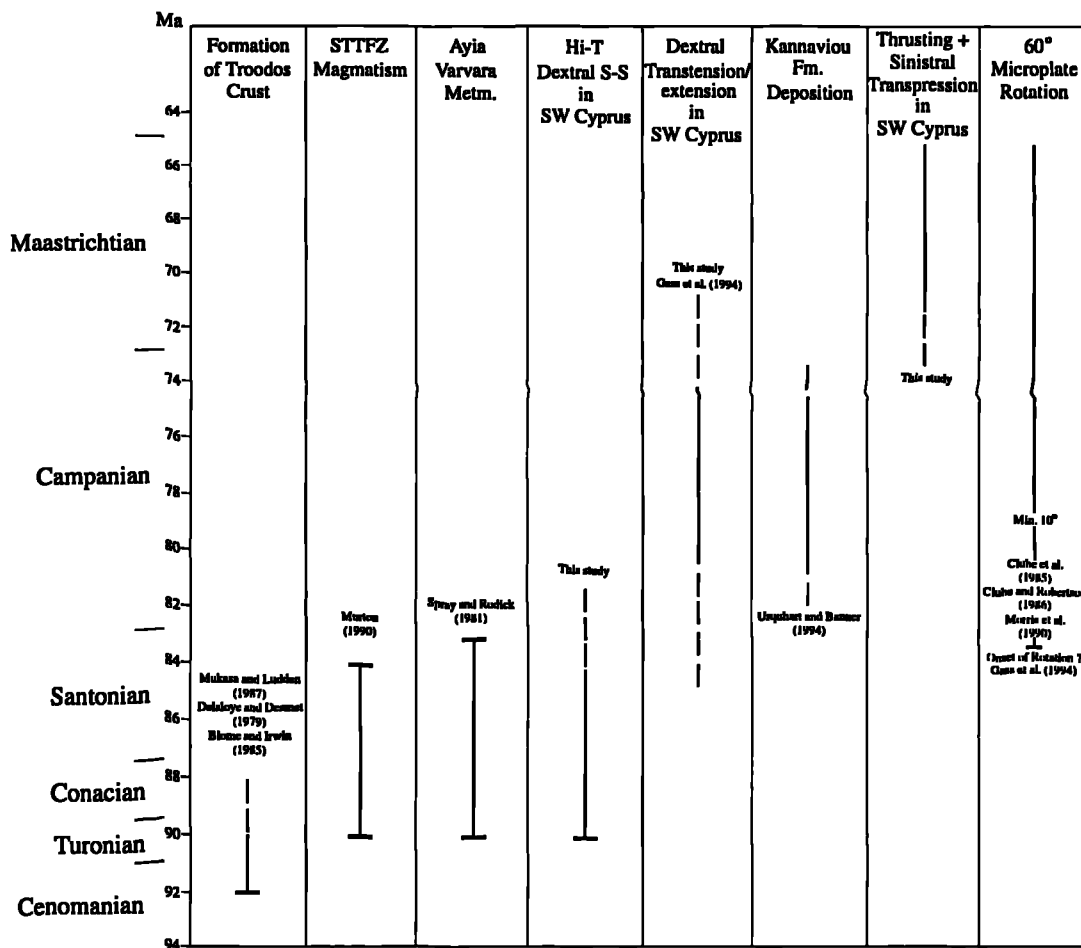 Ma
Formation
of Troodos
Crust
STTFZ
Magmatism
Ayia
Varvara
Metm.
Hi-T
Dextral S-S
in
SW Cyprus
Dextral
Transtension/
extension
in
SW Cyprus
Kannaviou
Fm.
Deposition
Thrusting +
Sinistral
Transpression
in
SW Cyprus
60°
Microplate
Rotation
64
66
68
70
72
74
76
78
80
82
84
86
88
90
92
94
Maastrichtian
Campanian
Santonian
Conacian
Turonian
Cenomanian
Mukasa and Ludden
(1987)
Delaloye and Desmet
(1979)
Blome and Irwin
(1985)
Murton
(1990)
Spray and Rodick
(1981)
This study
This study
Gass et al. (1994)
Urquhart and Banner
(1994)
This study
Min. 10°
Clube et al.
(1985)
Clube and Robertson
(1986)
Morris et al.
(1990)
Onset of Rotation ?
Gass et al. (1994)